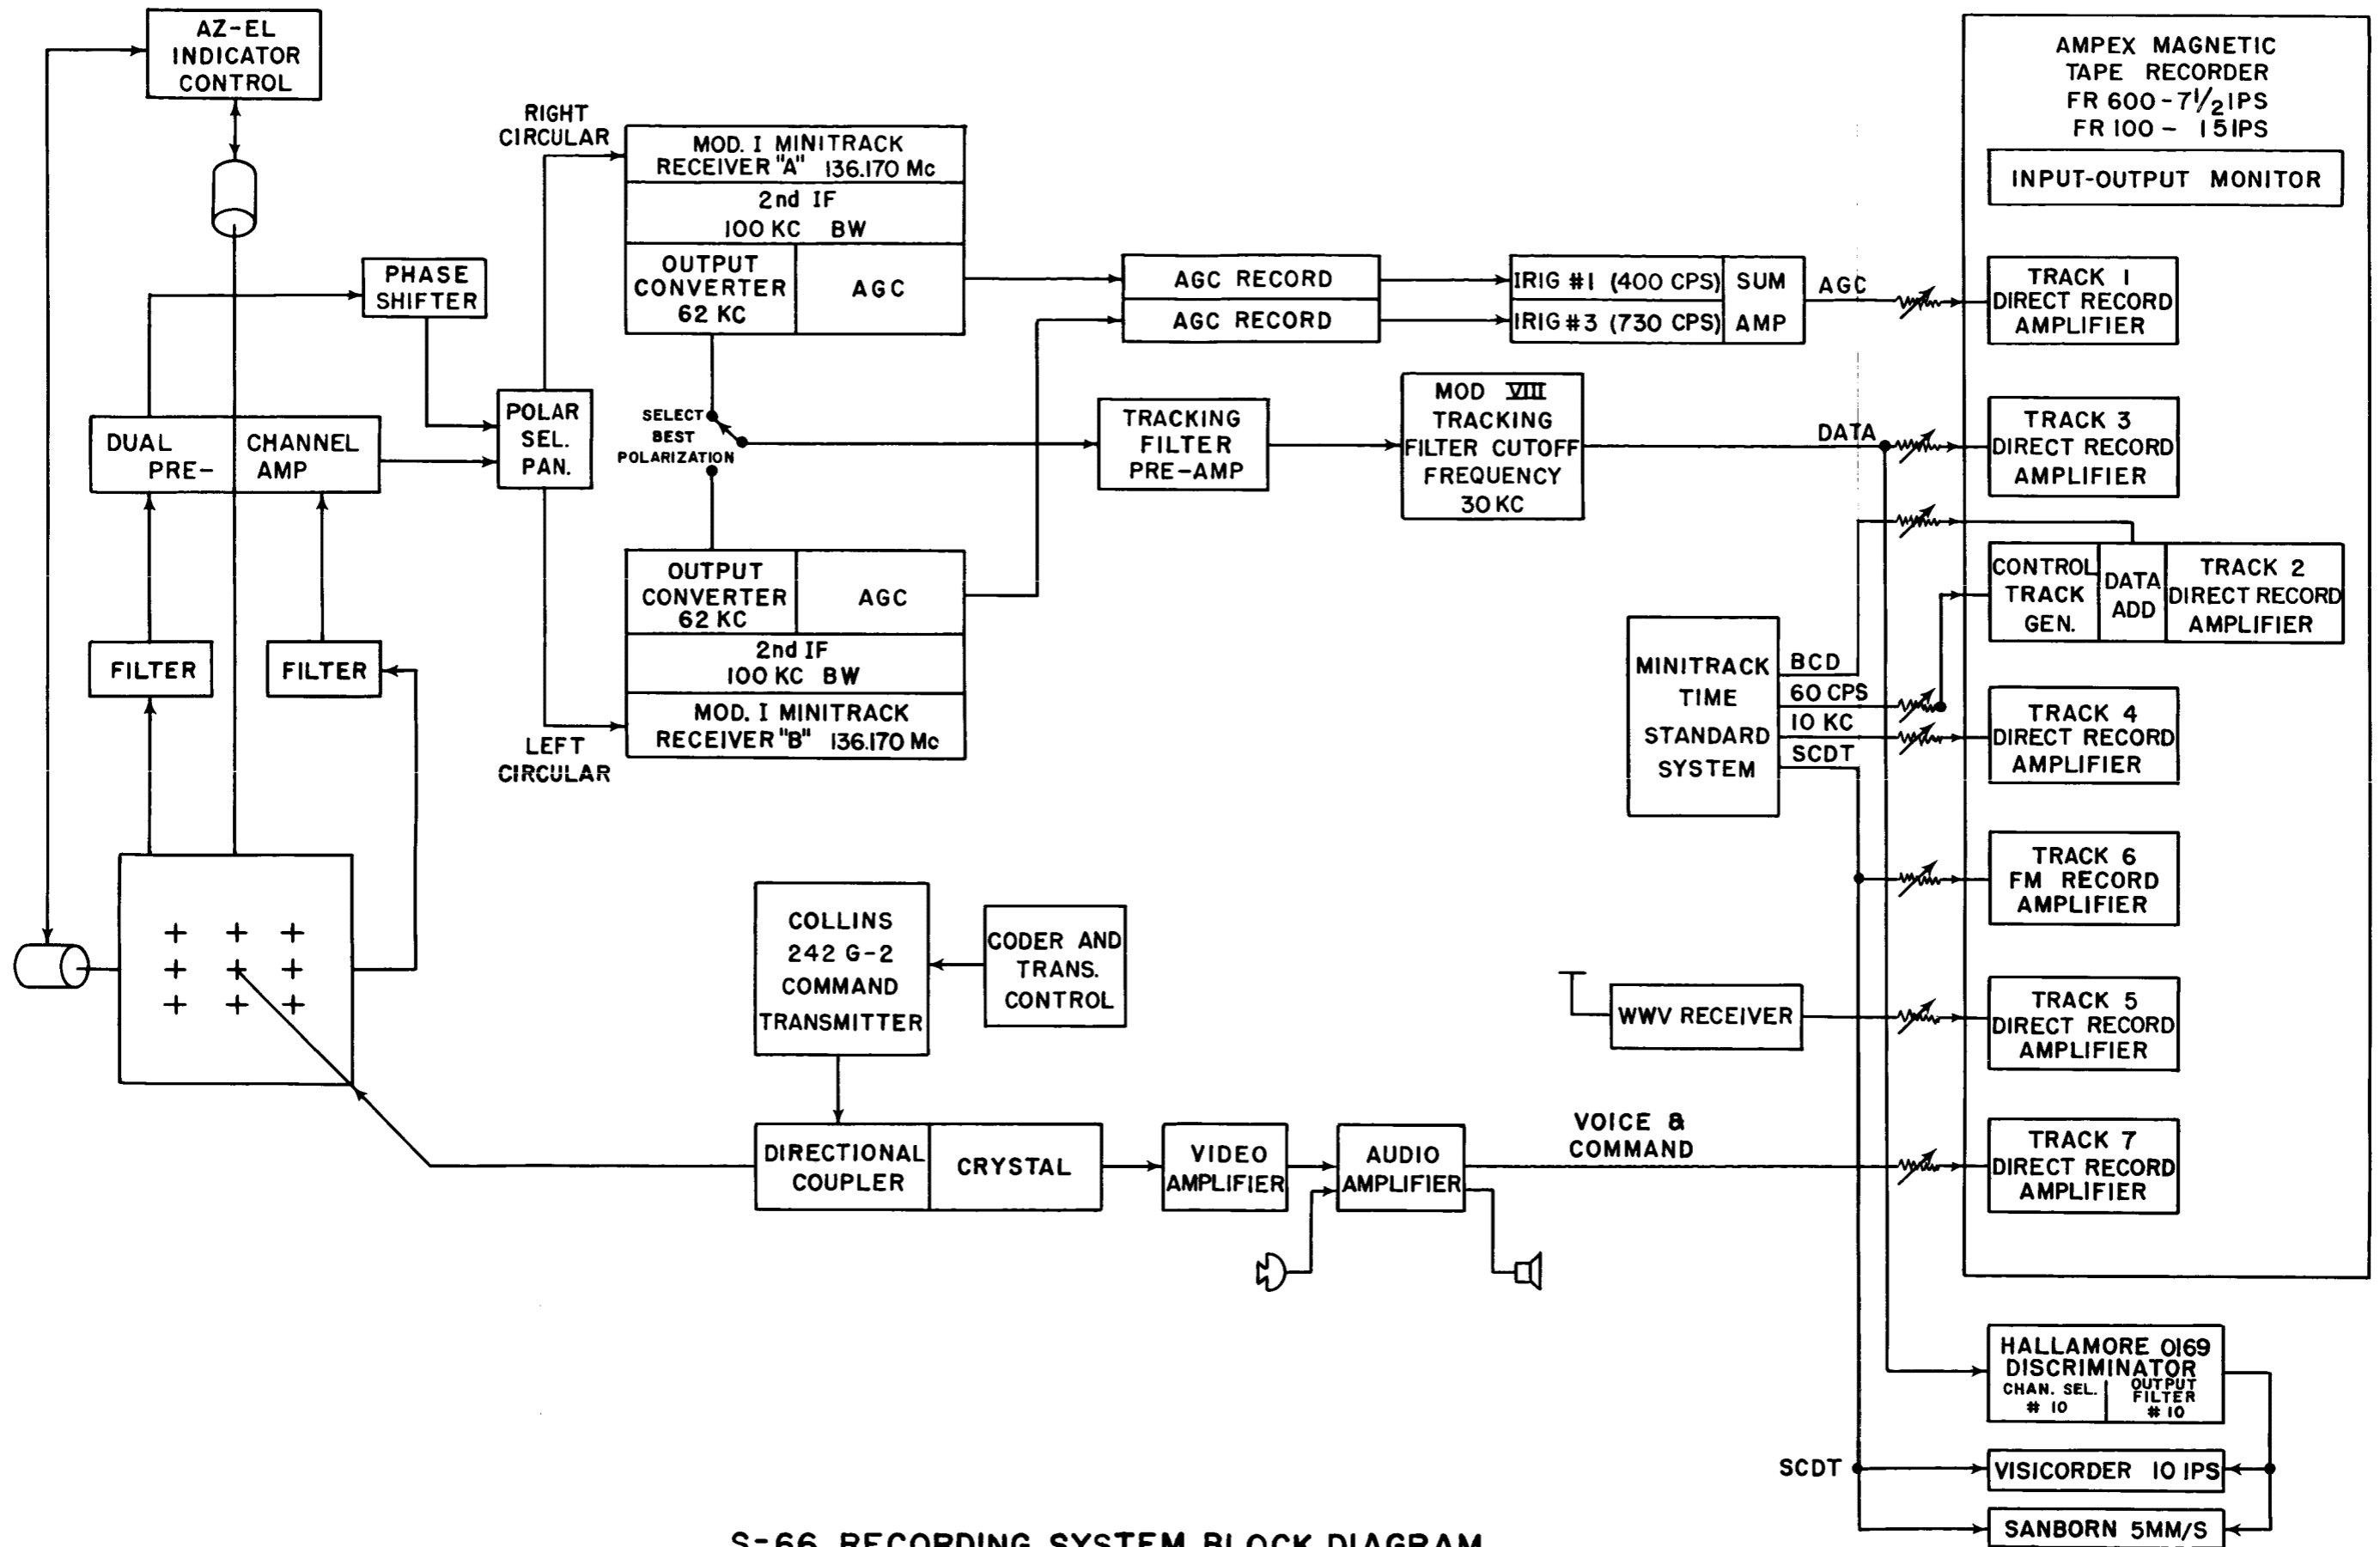 AZ-EL
INDICATOR
CONTROL
PHASE
SHIFTER
DUAL CHANNEL
PRE- AMP
FILTER
FILTER
POLAR
SEL.
PAN.
RIGHT
CIRCULAR
LEFT
CIRCULAR
MOD. I MINITRACK
RECEIVER "A" 136.170 Mc
2nd IF
100 KC BW
OUTPUT
CONVERTER
62 KC
AGC
SELECT
BEST
POLARIZATION
OUTPUT
CONVERTER
62 KC
AGC
2nd IF
100 KC BW
MOD. I MINITRACK
RECEIVER "B" 136.170 Mc
AGC RECORD
AGC RECORD
IRIG #1 (400 CPS)
IRIG #3 (730 CPS)
SUM
AMP
AGC
TRACKING
FILTER
PRE-AMP
MOD VIII
TRACKING
FILTER CUTOFF
FREQUENCY
30 KC
DATA
MINITRACK
TIME
STANDARD
SYSTEM
BCD
60 CPS
10 KC
SCDT
COLLINS
242 G-2
COMMAND
TRANSMITTER
CODER AND
TRANS.
CONTROL
DIRECTIONAL
COUPLER
CRYSTAL
VIDEO
AMPLIFIER
AUDIO
AMPLIFIER
VOICE &
COMMAND
WWV RECEIVER
AMPEX MAGNETIC
TAPE RECORDER
FR 600 - 7 1/2 IPS
FR 100 - 15 IPS
INPUT-OUTPUT MONITOR
TRACK 1
DIRECT RECORD
AMPLIFIER
TRACK 3
DIRECT RECORD
AMPLIFIER
CONTROL
TRACK
GEN.
DATA
ADD
TRACK 2
DIRECT RECORD
AMPLIFIER
TRACK 4
DIRECT RECORD
AMPLIFIER
TRACK 6
FM RECORD
AMPLIFIER
TRACK 5
DIRECT RECORD
AMPLIFIER
TRACK 7
DIRECT RECORD
AMPLIFIER
HALLAMORE 0169
DISCRIMINATOR
CHAN. SEL.
# 10
OUTPUT
FILTER
# 10
SCDT
VISICORDER 10 IPS
SANBORN 5MM/S
S-66 RECORDING SYSTEM BLOCK DIAGRAM